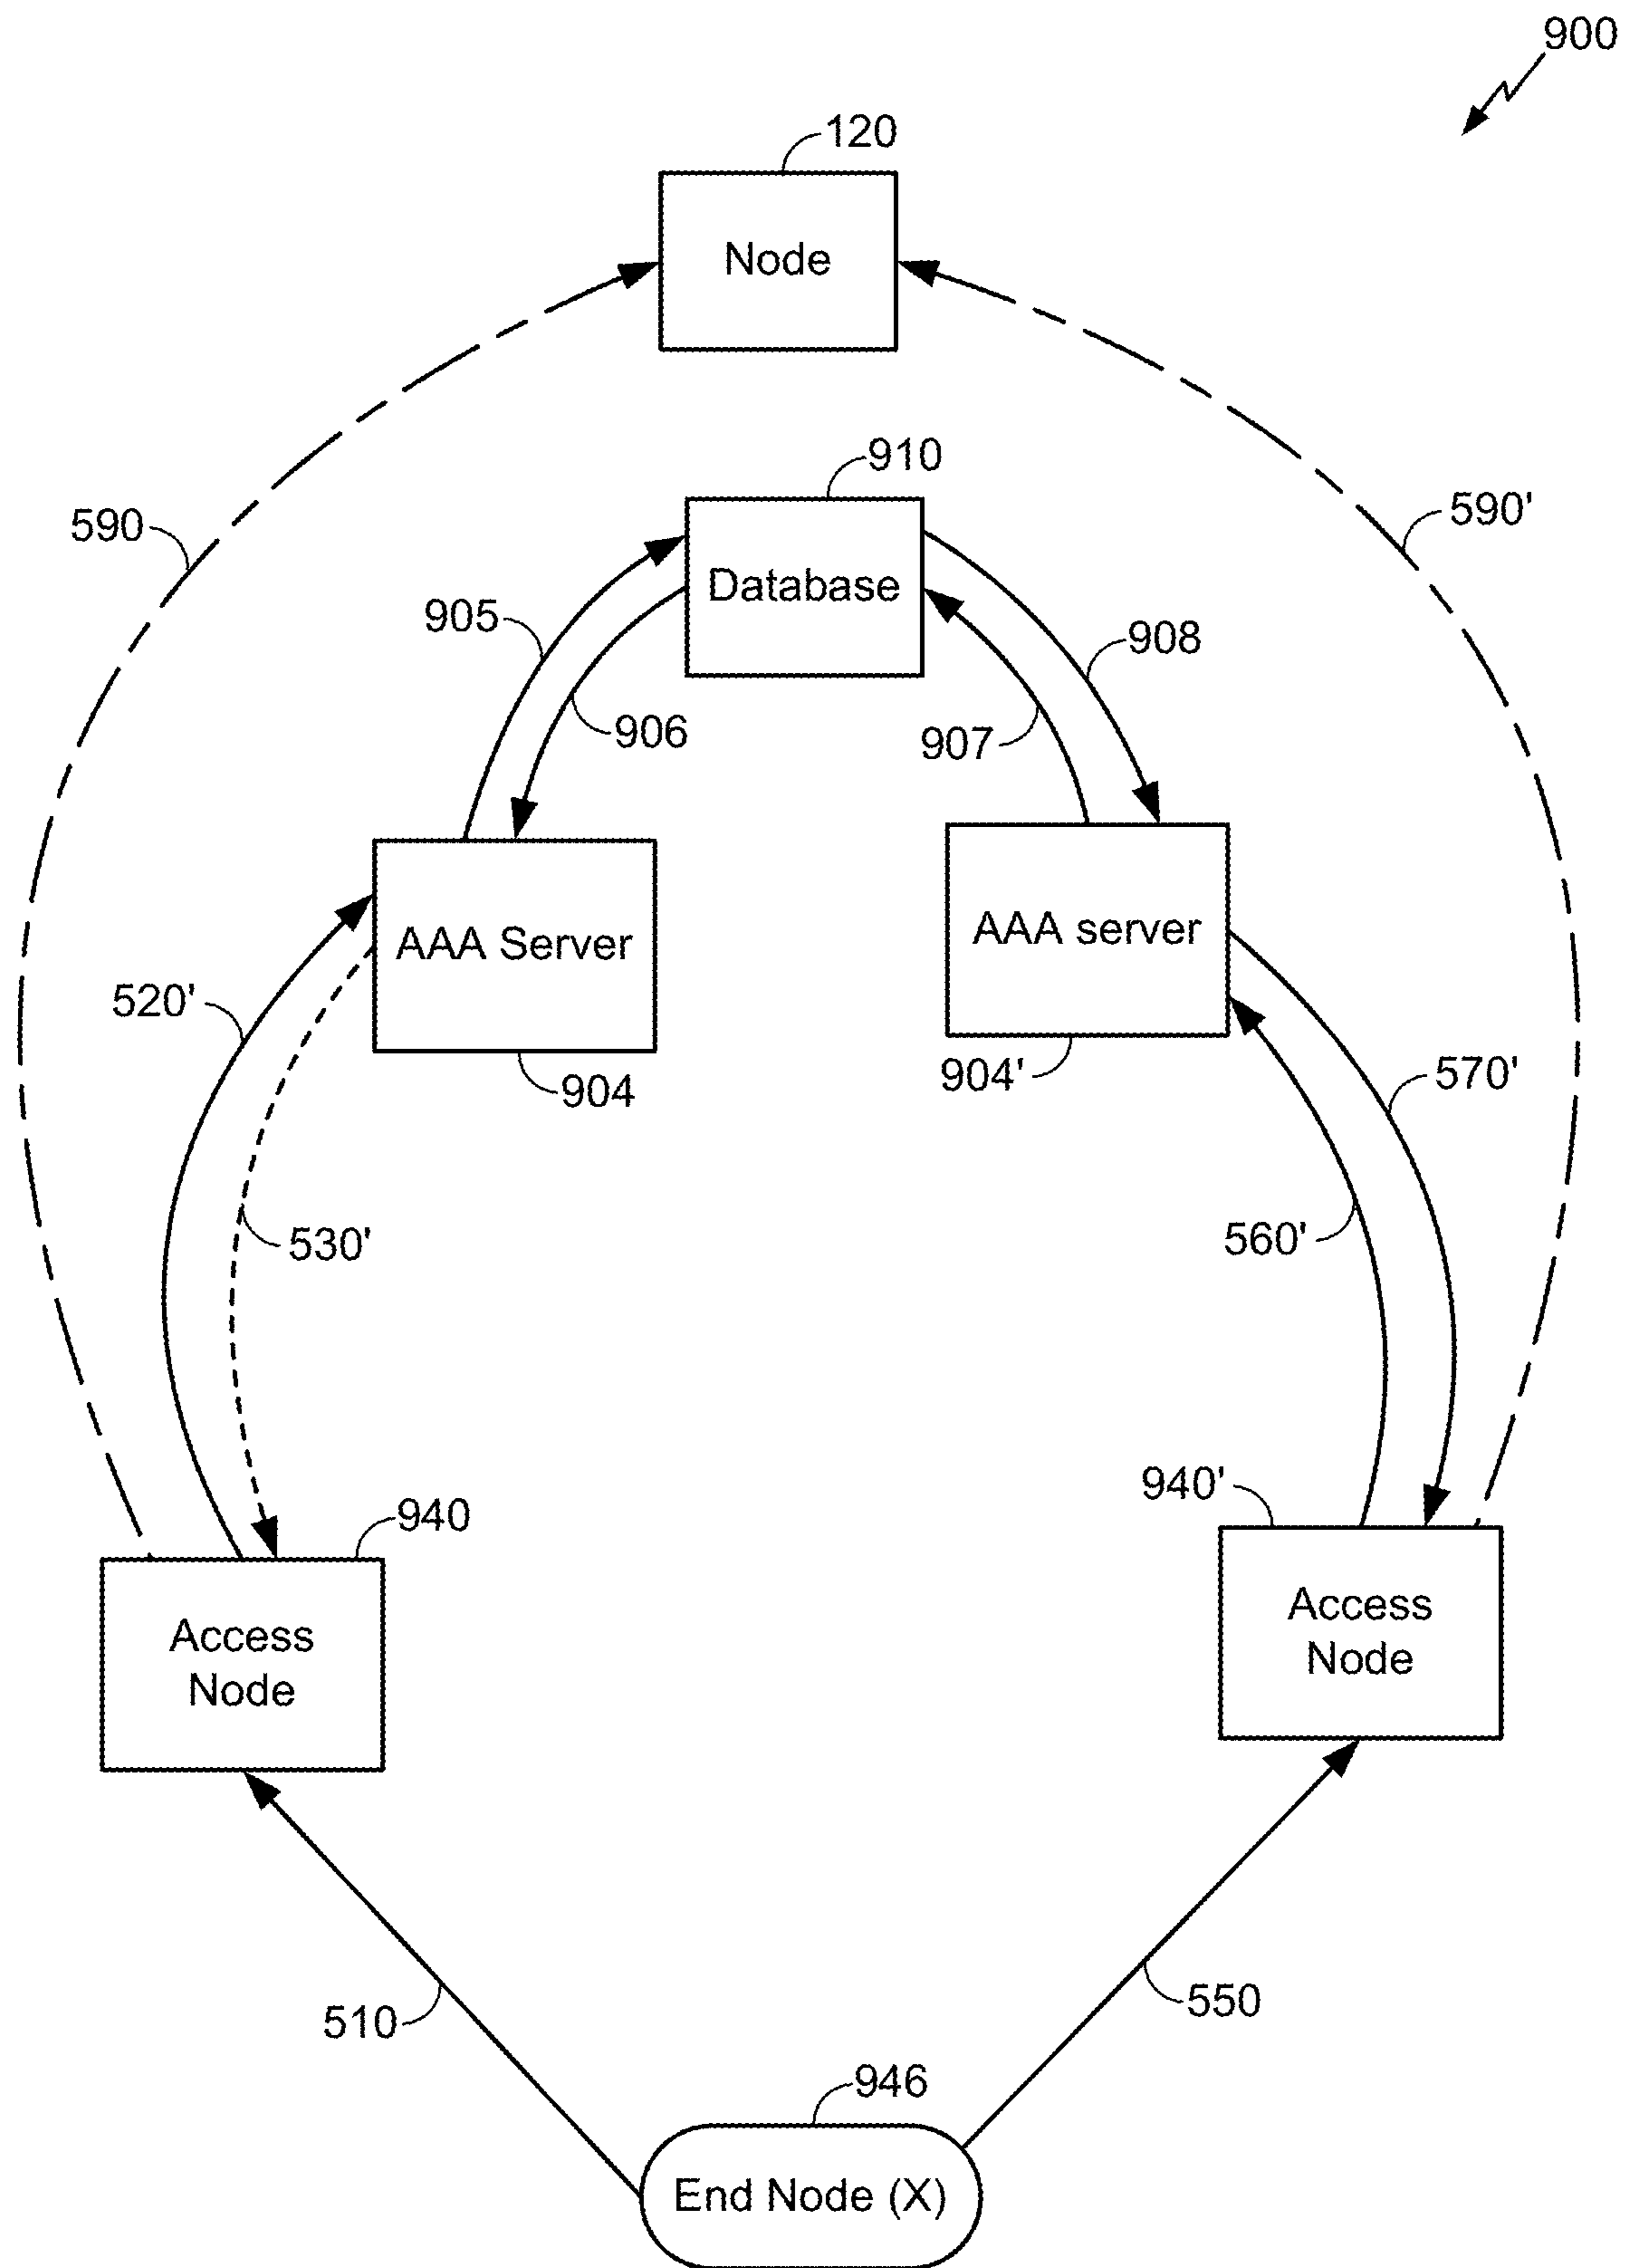 900
120
Node
910
590
590'
Database
905
908
906
907
AAA Server
AAA server
520'
904
904'
570'
530'
560'
940
940'
Access
Node
Access
Node
510
550
946
End Node (X)